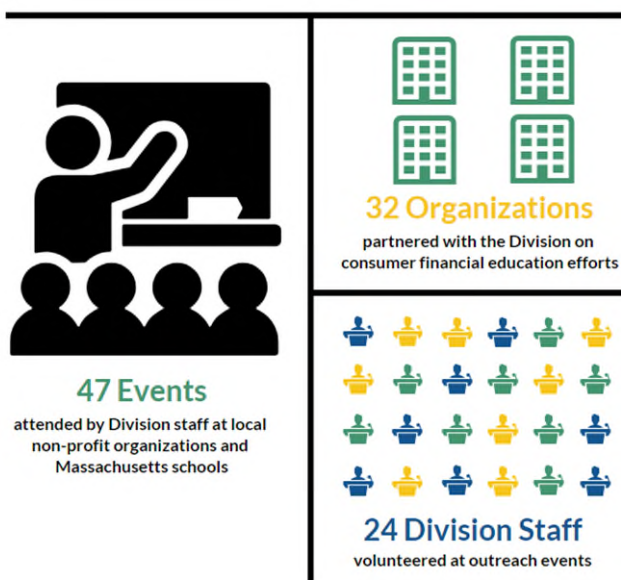 47 Events
attended by Division staff at local
non-profit organizations and
Massachusetts schools
32 Organizations
partnered with the Division on
consumer financial education efforts
24 Division Staff
volunteered at outreach events